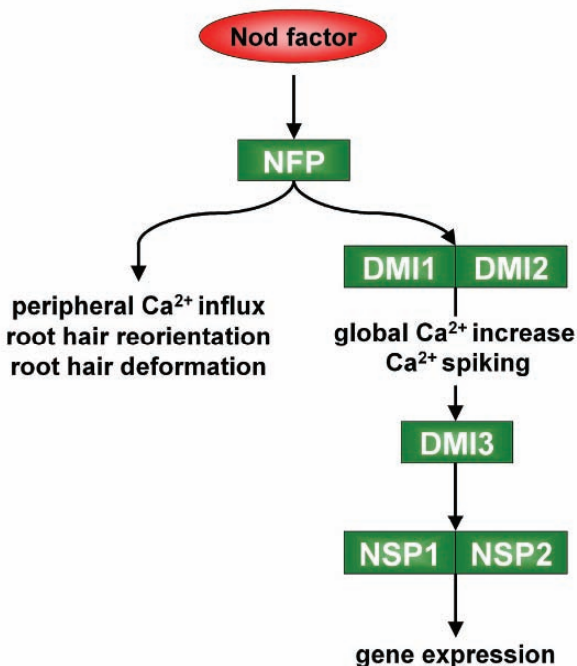 Nod factor
NFP
DMI1 DMI2
peripheral Ca²⁺ influx
root hair reorientation
root hair deformation
global Ca²⁺ increase
Ca²⁺ spiking
DMI3
NSP1 NSP2
gene expression